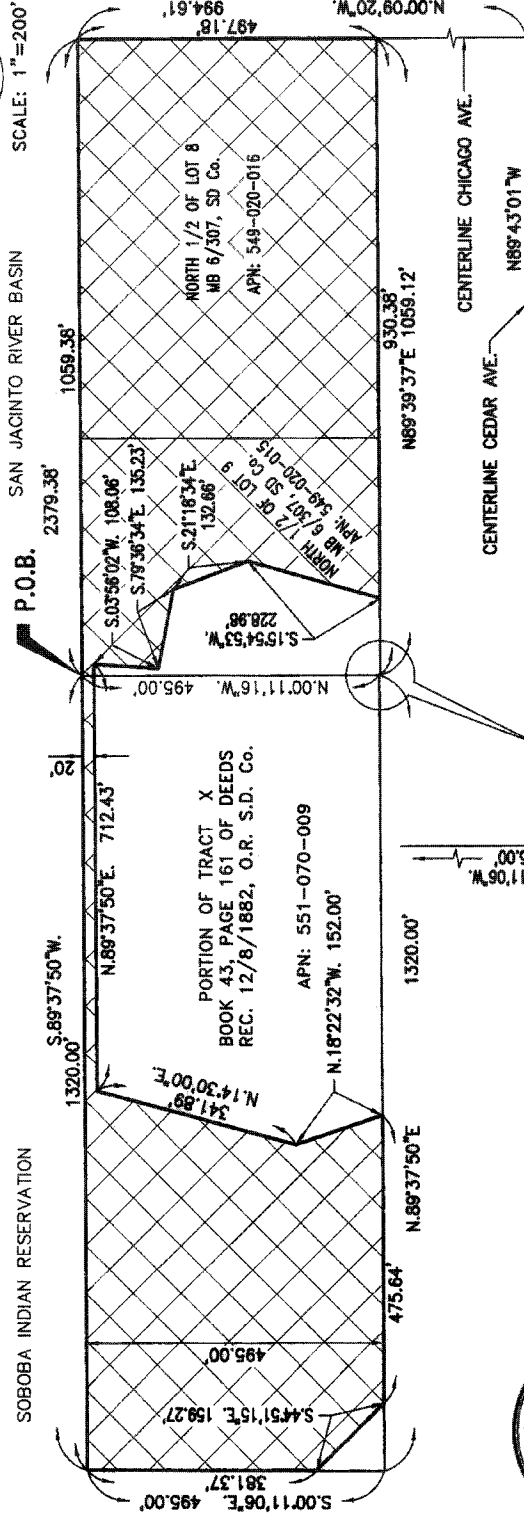 SCALE: 1"=200'
SOBOBA INDIAN RESERVATION
SAN JACINTO RIVER BASIN
P.O.B.
2379.38'
S.89°37'50"W.
1320.00'
1059.38'
20'
N.89°37'50"E. 712.43'
S.03°56'02"W. 108.06'
S.79°36'34"E. 135.23'
S.21°18'34"E.
132.66'
S.15°54'53"W.
228.98'
NORTH 1/2 OF LOT 9
MB 6/307, SD Co.
APN: 549-020-015
NORTH 1/2 OF LOT 8
MB 6/307, SD Co.
APN: 549-020-016
497.18'
994.61'
N.00°09'20"W.
N.00°11'16"W. 495.00'
PORTION OF TRACT X
BOOK 43, PAGE 161 OF DEEDS
REC. 12/8/1882, O.R. S.D. Co.
APN: 551-070-009
N.14°30'00"E.
341.89'
N.18°22'32"W. 152.00'
495.00'
S.44°51'15"E. 159.27'
381.37'
S.00°11'06"E. 495.00'
475.64'
N.89°37'50"E
1320.00'
930.38'
N89°39'37"E 1059.12'
CENTERLINE CHICAGO AVE.
CENTERLINE CEDAR AVE.
N89°43'01"W
11'06"W.